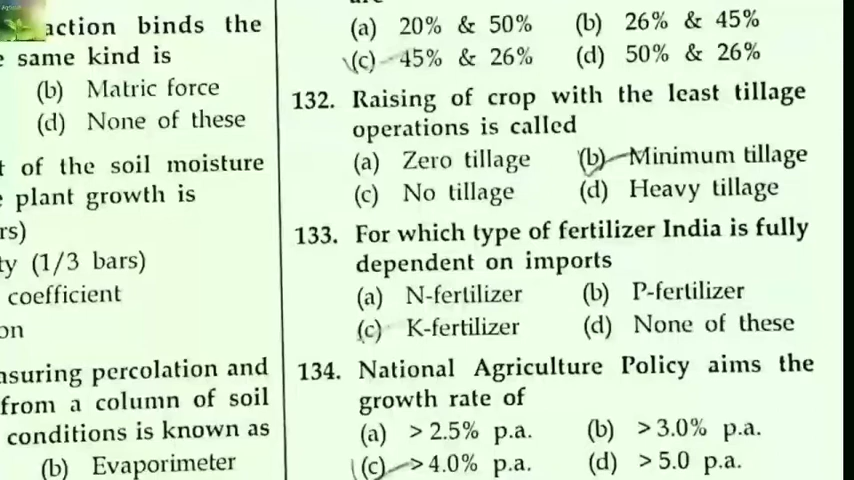 action binds the
same kind is
(b) Matric force
(d) None of these
of the soil moisture
plant growth is
rs)
ty (1/3 bars)
coefficient
on
asuring percolation and
from a column of soil
conditions is known as
(b) Evaporimeter
are
(a) 20% & 50% (b) 26% & 45%
(c) 45% & 26% (d) 50% & 26%
132. Raising of crop with the least tillage
operations is called
(a) Zero tillage (b) Minimum tillage
(c) No tillage (d) Heavy tillage
133. For which type of fertilizer India is fully
dependent on imports
(a) N-fertilizer (b) P-fertilizer
(c) K-fertilizer (d) None of these
134. National Agriculture Policy aims the
growth rate of
(a) > 2.5% p.a. (b) > 3.0% p.a.
(c) > 4.0% p.a. (d) > 5.0 p.a.